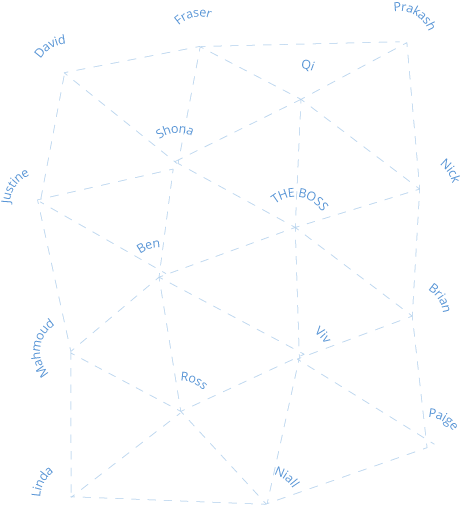 Prakash
Fraser
David
Qi
Shona
Nick
Justine
THE BOSS
Ben
Brian
Mahmoud
Viv
Ross
Paige
Linda
Niall